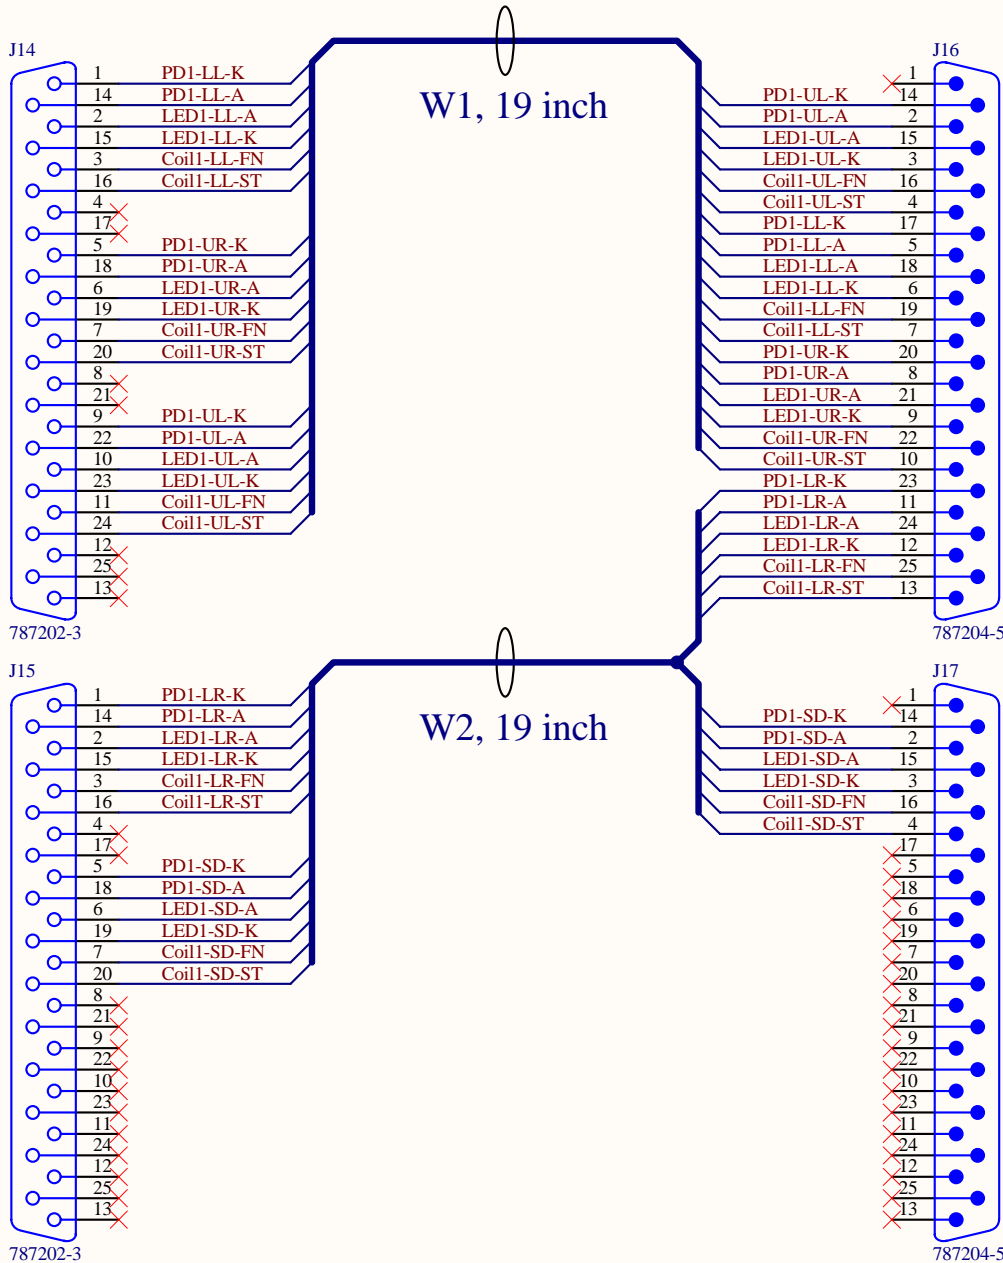 J14
1 PD1-LL-K
14 PD1-LL-A
2 LED1-LL-A
15 LED1-LL-K
3 Coil1-LL-FN
16 Coil1-LL-ST
4
17
5 PD1-UR-K
18 PD1-UR-A
6 LED1-UR-A
19 LED1-UR-K
7 Coil1-UR-FN
20 Coil1-UR-ST
8
21
9 PD1-UL-K
22 PD1-UL-A
10 LED1-UL-A
23 LED1-UL-K
11 Coil1-UL-FN
24 Coil1-UL-ST
12
25
13
787202-3
W1, 19 inch
J16
1
PD1-UL-K 14
PD1-UL-A 2
LED1-UL-A 15
LED1-UL-K 3
Coil1-UL-FN 16
Coil1-UL-ST 4
PD1-LL-K 17
PD1-LL-A 5
LED1-LL-A 18
LED1-LL-K 6
Coil1-LL-FN 19
Coil1-LL-ST 7
PD1-UR-K 20
PD1-UR-A 8
LED1-UR-A 21
LED1-UR-K 9
Coil1-UR-FN 22
Coil1-UR-ST 10
PD1-LR-K 23
PD1-LR-A 11
LED1-LR-A 24
LED1-LR-K 12
Coil1-LR-FN 25
Coil1-LR-ST 13
787204-5
J15
1 PD1-LR-K
14 PD1-LR-A
2 LED1-LR-A
15 LED1-LR-K
3 Coil1-LR-FN
16 Coil1-LR-ST
4
17
5 PD1-SD-K
18 PD1-SD-A
6 LED1-SD-A
19 LED1-SD-K
7 Coil1-SD-FN
20 Coil1-SD-ST
8
21
9
22
10
23
11
24
12
25
13
787202-3
W2, 19 inch
J17
1
PD1-SD-K 14
PD1-SD-A 2
LED1-SD-A 15
LED1-SD-K 3
Coil1-SD-FN 16
Coil1-SD-ST 4
17
5
18
6
19
7
20
8
21
9
22
10
23
11
24
12
25
13
787204-5